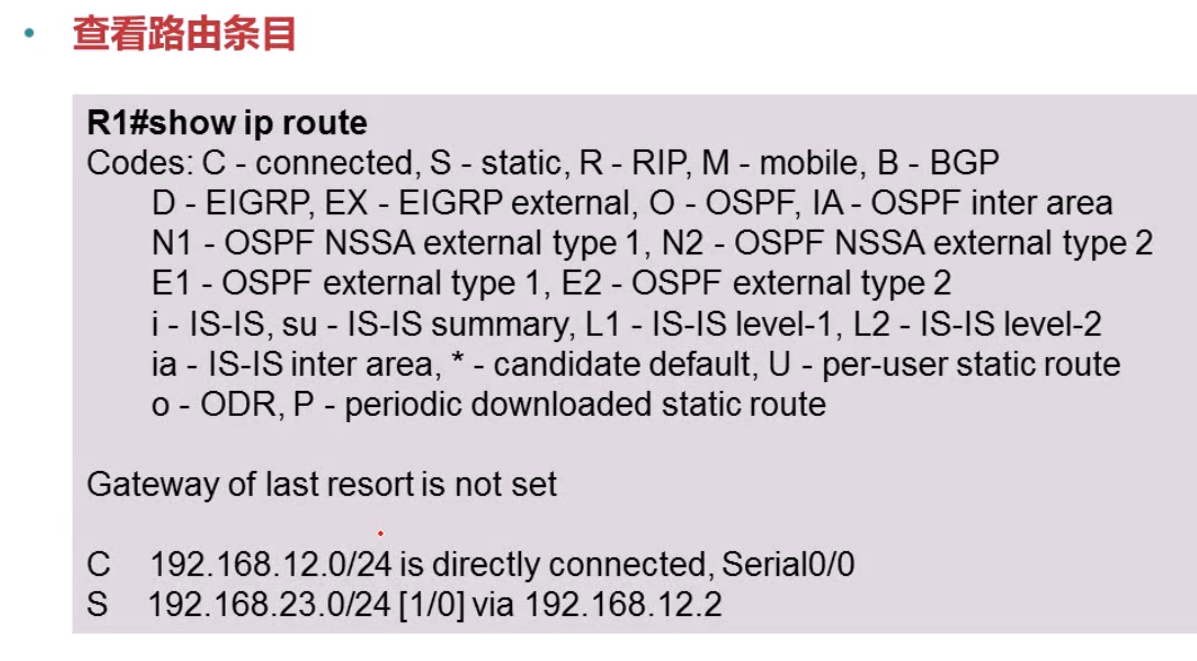 • 查看路由条目
R1#show ip route
Codes: C - connected, S - static, R - RIP, M - mobile, B - BGP
D - EIGRP, EX - EIGRP external, O - OSPF, IA - OSPF inter area
N1 - OSPF NSSA external type 1, N2 - OSPF NSSA external type 2
E1 - OSPF external type 1, E2 - OSPF external type 2
i - IS-IS, su - IS-IS summary, L1 - IS-IS level-1, L2 - IS-IS level-2
ia - IS-IS inter area, * - candidate default, U - per-user static route
o - ODR, P - periodic downloaded static route
Gateway of last resort is not set
C 192.168.12.0/24 is directly connected, Serial0/0
S 192.168.23.0/24 [1/0] via 192.168.12.2